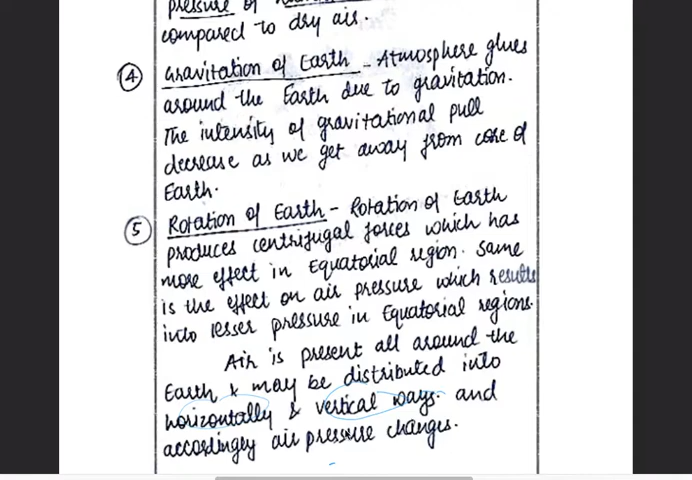 pressure of
compared to dry air.
④ Gravitation of Earth - Atmosphere glues
around the Earth due to gravitation.
The intensity of gravitational pull
decrease as we get away from core of
Earth.
⑤ Rotation of Earth - Rotation of Earth
produces centrifugal forces which has
more effect in Equatorial region. Same
is the effect on air pressure which results
into lesser pressure in Equatorial regions.
Air is present all around the
Earth & may be distributed into
horizontally & vertical ways. and
accordingly air pressure changes.